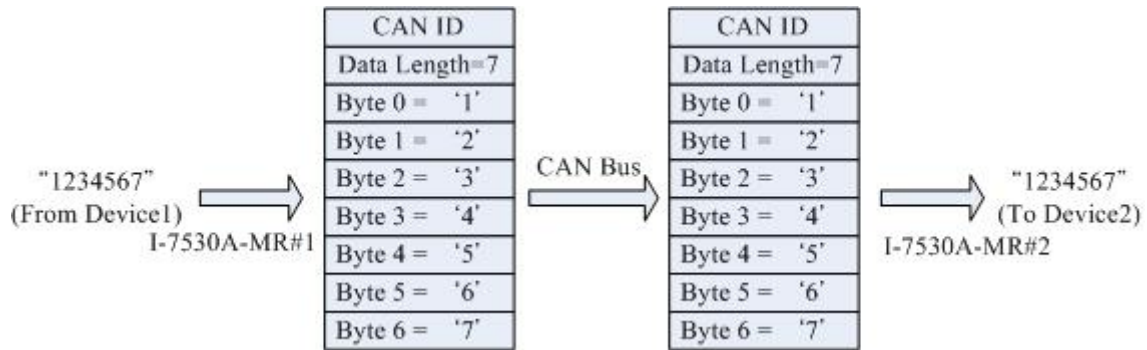 "1234567"
(From Device1)
I-7530A-MR#1
CAN ID
Data Length=7
Byte 0 = ‘1’
Byte 1 = ‘2’
Byte 2 = ‘3’
Byte 3 = ‘4’
Byte 4 = ‘5’
Byte 5 = ‘6’
Byte 6 = ‘7’
CAN Bus
CAN ID
Data Length=7
Byte 0 = ‘1’
Byte 1 = ‘2’
Byte 2 = ‘3’
Byte 3 = ‘4’
Byte 4 = ‘5’
Byte 5 = ‘6’
Byte 6 = ‘7’
"1234567"
(To Device2)
I-7530A-MR#2